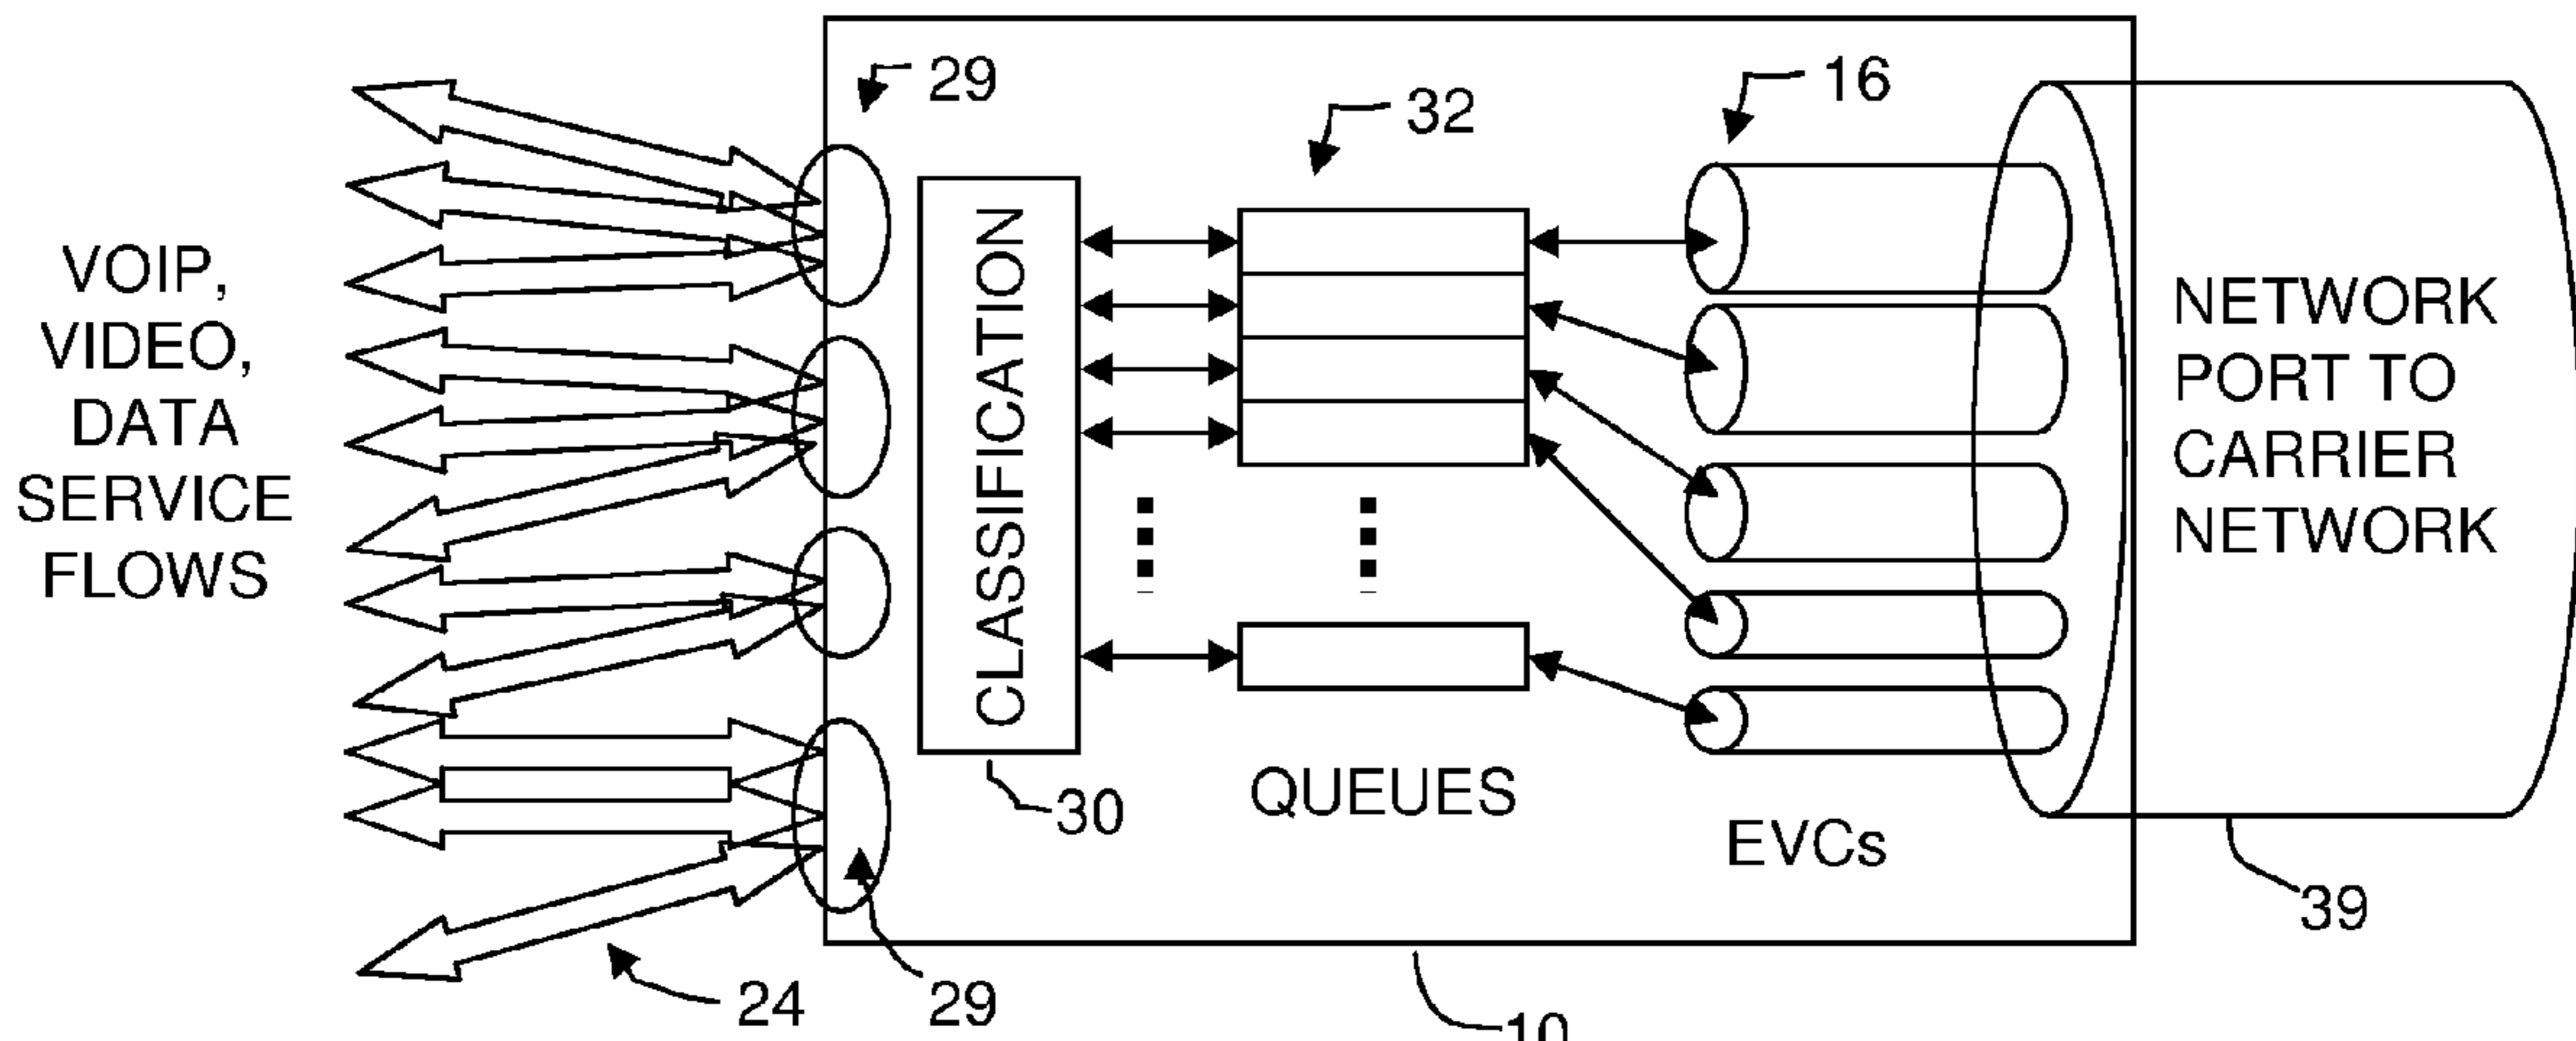 29
16
32
VOIP,
VIDEO,
DATA
SERVICE
FLOWS
CLASSIFICATION
NETWORK
PORT TO
CARRIER
NETWORK
30
QUEUES
EVCs
39
24
29
10